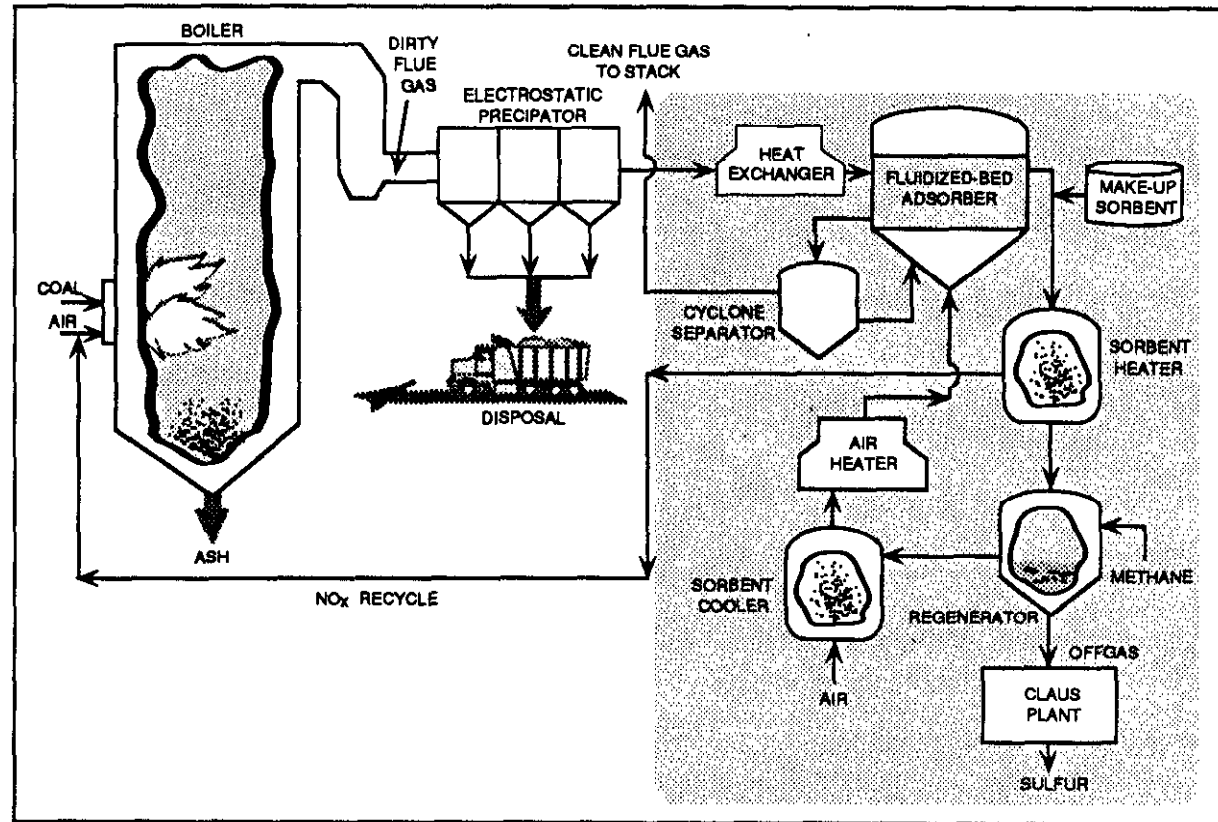 BOILER
DIRTY
FLUE
GAS
CLEAN FLUE GAS
TO STACK
ELECTROSTATIC
PRECIPATOR
HEAT
EXCHANGER
FLUIDIZED-BED
ADSORBER
MAKE-UP
SORBENT
COAL
AIR
CYCLONE
SEPARATOR
SORBENT
HEATER
DISPOSAL
AIR
HEATER
ASH
NOX RECYCLE
SORBENT
COOLER
METHANE
REGENERATOR
OFFGAS
AIR
CLAUS
PLANT
SULFUR